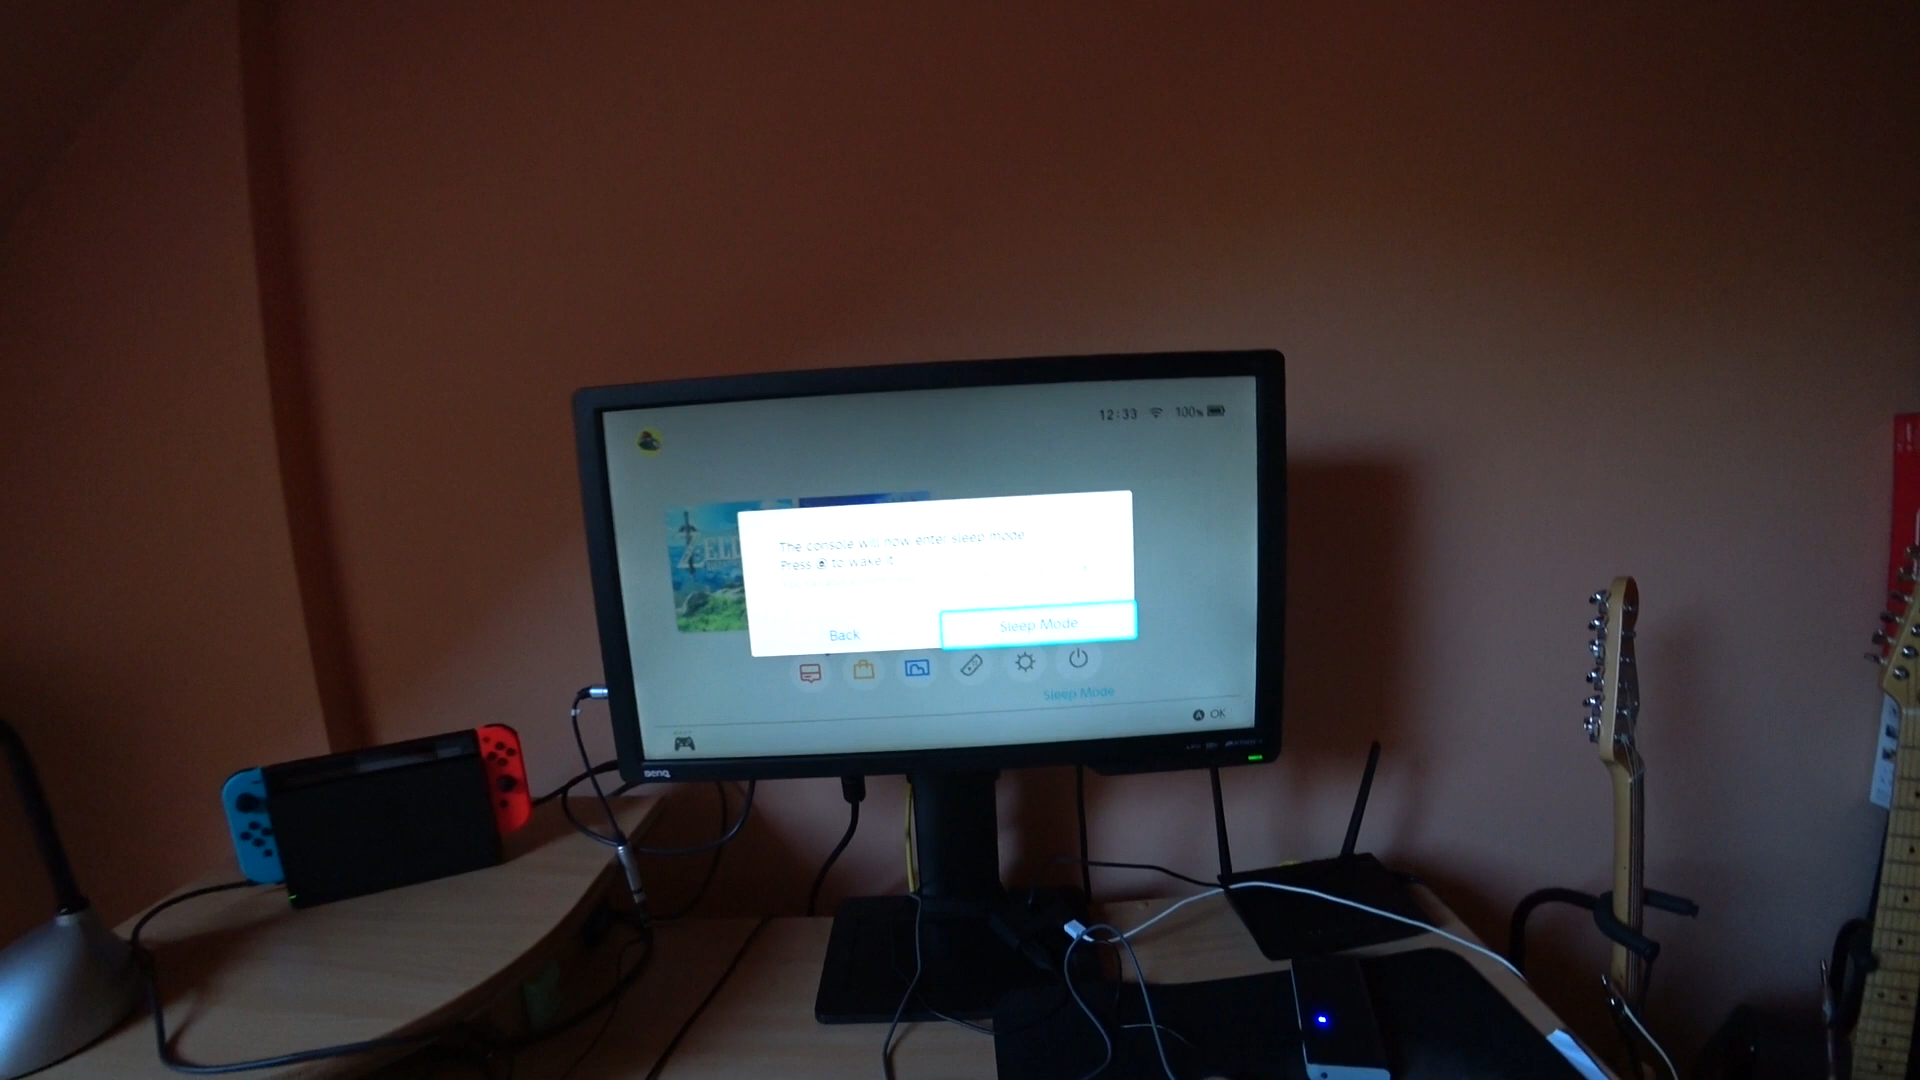 12:33 100%
ZELD
The console will now enter sleep mode.
Press to wake it.
Back
Sleep Mode
Sleep Mode
A OK
BenQ